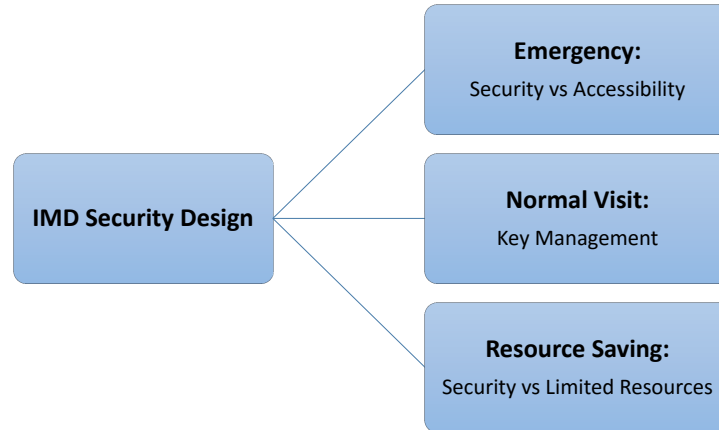 Emergency:
Security vs Accessibility
IMD Security Design
Normal Visit:
Key Management
Resource Saving:
Security vs Limited Resources